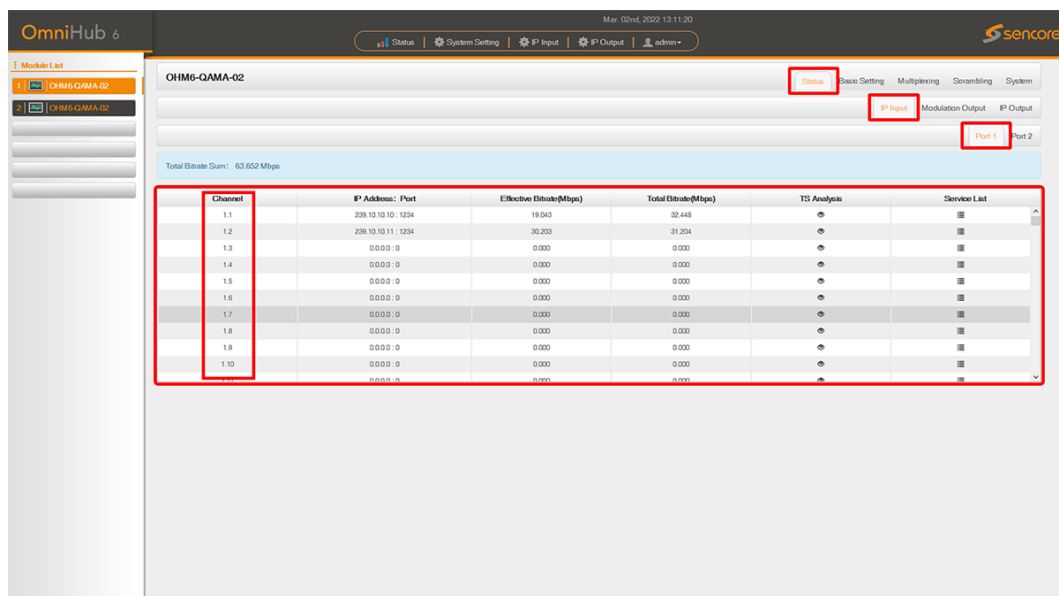 Mar. 02nd, 2022 13:11:20
OmniHub 6
Status | System Setting | IP Input | IP Output | admin
sencore
Module List
1 OHM6-QAMA-02
2 OHM6-QAMA-02
OHM6-QAMA-02
Status Basic Setting Multiplexing Scrambling System
IP Input Modulation Output IP Output
Port 1 Port 2
Total Bitrate Sum: 63.652 Mbps
Channel IP Address: Port Effective Bitrate(Mbps) Total Bitrate(Mbps) TS Analysis Service List
1.1 239.10.10.10 : 1234 19.043 32.448
1.2 239.10.10.11 : 1234 30.203 31.204
1.3 0.0.0.0 : 0 0.000 0.000
1.4 0.0.0.0 : 0 0.000 0.000
1.5 0.0.0.0 : 0 0.000 0.000
1.6 0.0.0.0 : 0 0.000 0.000
1.7 0.0.0.0 : 0 0.000 0.000
1.8 0.0.0.0 : 0 0.000 0.000
1.9 0.0.0.0 : 0 0.000 0.000
1.10 0.0.0.0 : 0 0.000 0.000
0.0.0.0 : 0 0.000 0.000